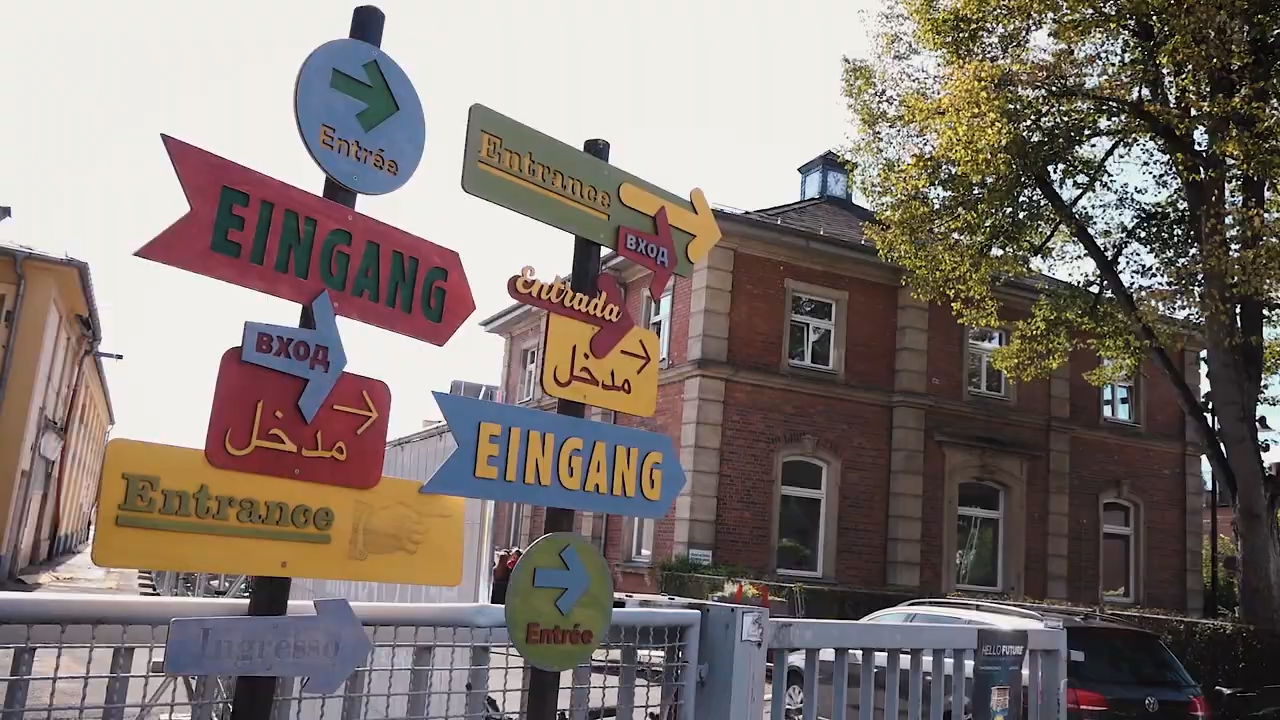 Entrée
EINGANG
вход
مدخل
Entrance
Ingresso
Entrance
вход
Entrada
مدخل
EINGANG
Entrée
HELLO FUTURE